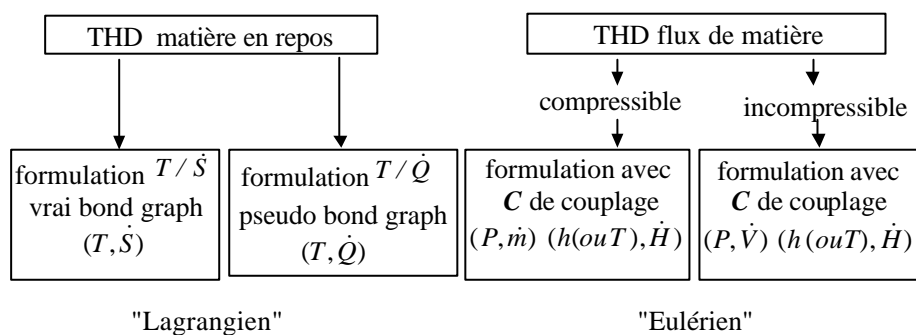 THD matière en repos
THD flux de matière
compressible
incompressible
formulation T / Ṡ
vrai bond graph
(T, Ṡ)
formulation T / Q̇
pseudo bond graph
(T, Q̇)
formulation avec
C de couplage
(P, ṁ) (h(ouT), Ḣ)
formulation avec
C de couplage
(P, V̇) (h(ouT), Ḣ)
"Lagrangien"
"Eulérien"